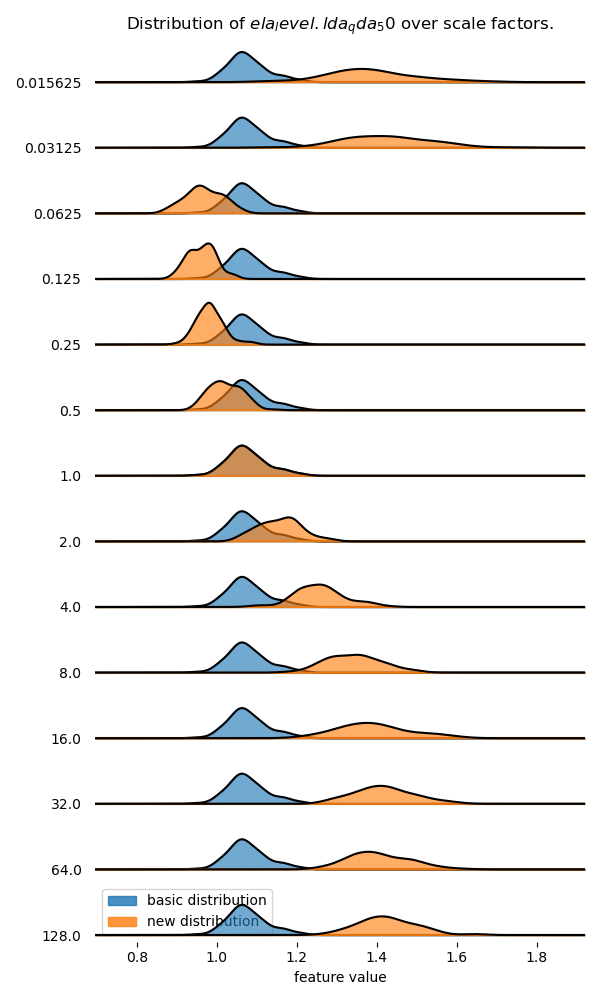 Distribution of ela_level.lda_qda_50 over scale factors.
0.015625
0.03125
0.0625
0.125
0.25
0.5
1.0
2.0
4.0
8.0
16.0
32.0
64.0
128.0
basic distribution
new distribution
0.8 1.0 1.2 1.4 1.6 1.8
feature value